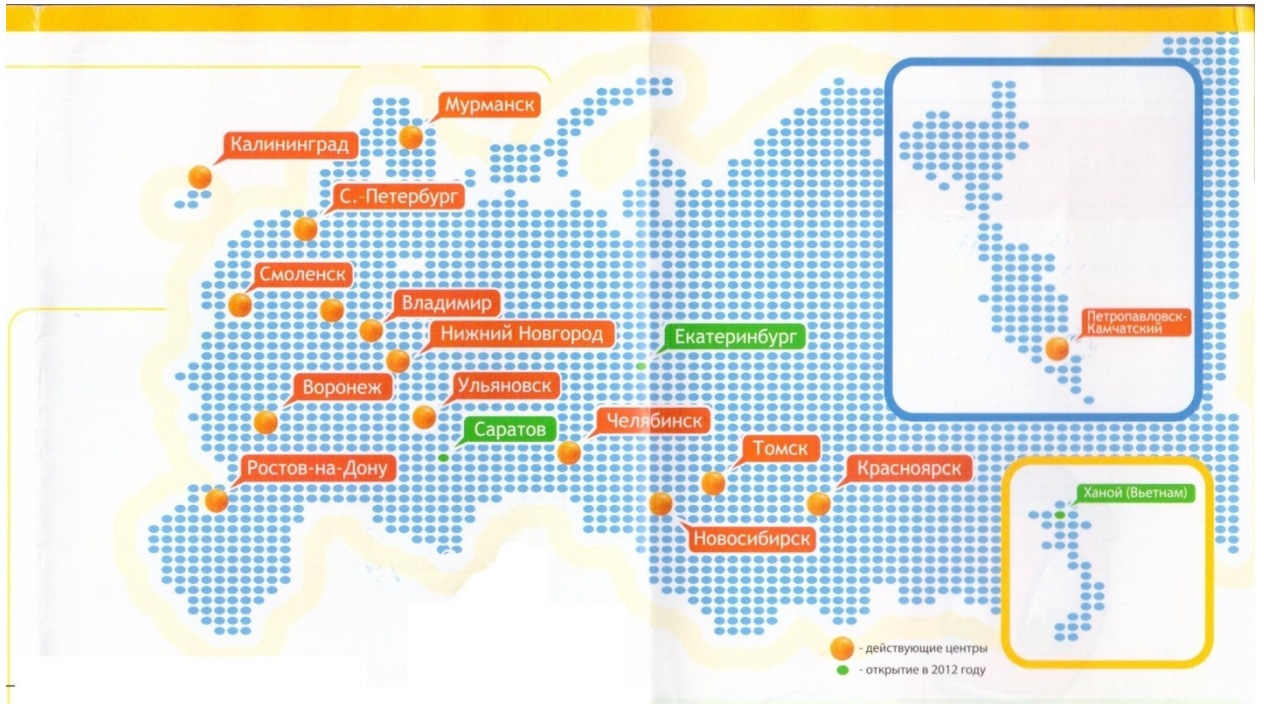 Мурманск
Калининград
С.-Петербург
Смоленск
Владимир
Нижний Новгород
Екатеринбург
Петропавловск-
Камчатский
Воронеж
Ульяновск
Саратов
Челябинск
Ростов-на-Дону
Томск
Красноярск
Новосибирск
Ханой (Вьетнам)
- действующие центры
- открытие в 2012 году